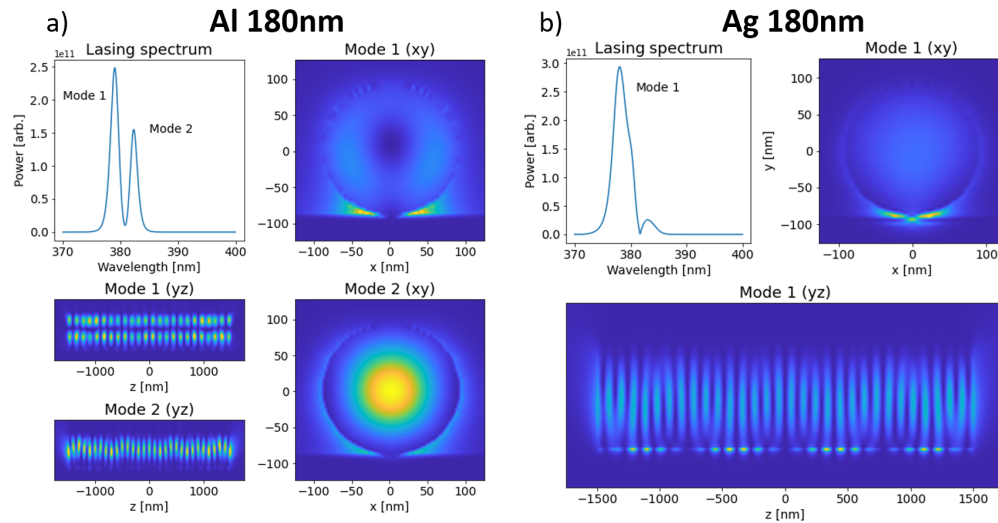 a)
Al 180nm
Lasing spectrum
1e11
2.5
2.0
1.5
1.0
0.5
0.0
Power [arb.]
Mode 1
Mode 2
370 380 390 400
Wavelength [nm]
Mode 1 (xy)
100
50
0
−50
−100
−100 −50 0 50 100
x [nm]
Mode 1 (yz)
−1000 0 1000
z [nm]
Mode 2 (yz)
−1000 0 1000
z [nm]
Mode 2 (xy)
100
50
0
−50
−100
−100 −50 0 50 100
x [nm]
b)
Ag 180nm
Lasing spectrum
1e11
3.0
2.5
2.0
1.5
1.0
0.5
0.0
Power [arb.]
Mode 1
370 380 390 400
Wavelength [nm]
Mode 1 (xy)
y [nm]
100
50
0
−50
−100
−100 0 100
x [nm]
Mode 1 (yz)
−1500 −1000 −500 0 500 1000 1500
z [nm]